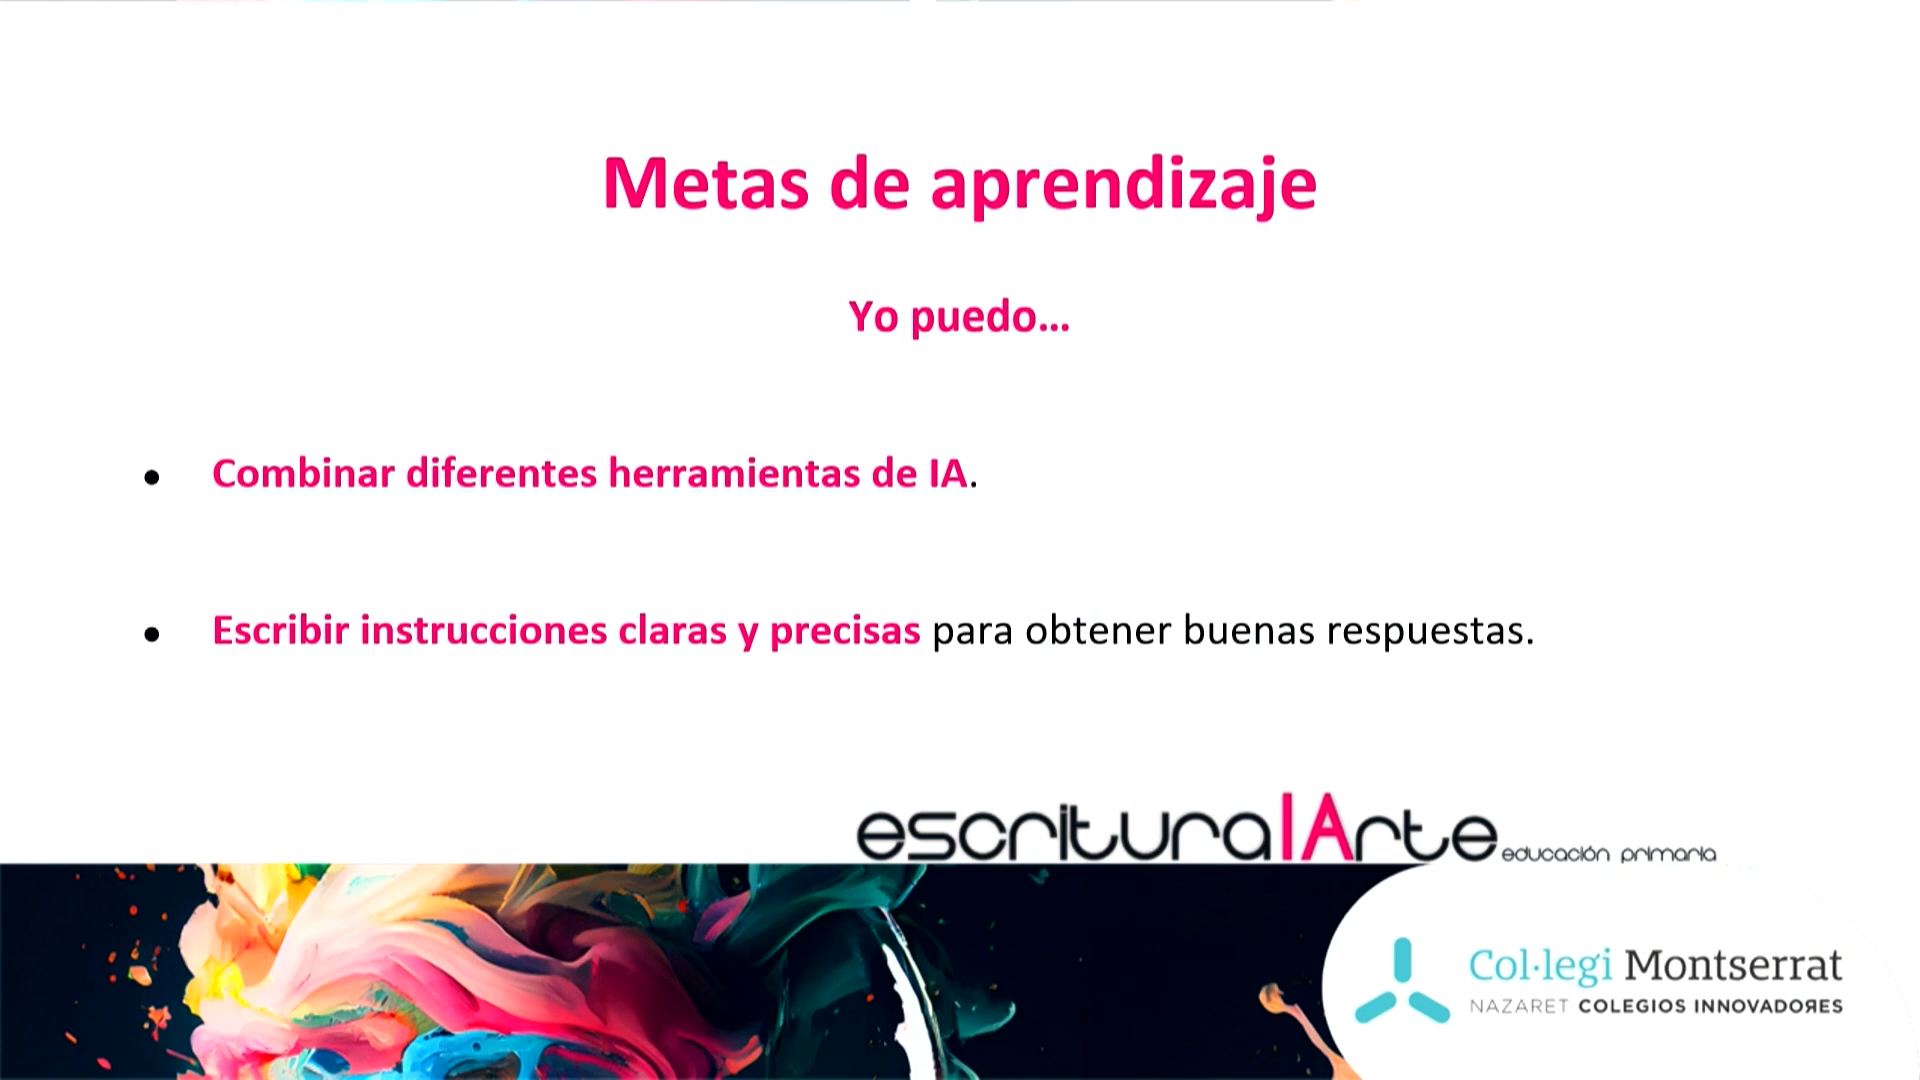 Metas de aprendizaje
Yo puedo...
• Combinar diferentes herramientas de IA.
• Escribir instrucciones claras y precisas para obtener buenas respuestas.
escrituraIArte educación primaria
Col·legi Montserrat
NAZARET COLEGIOS INNOVADORES